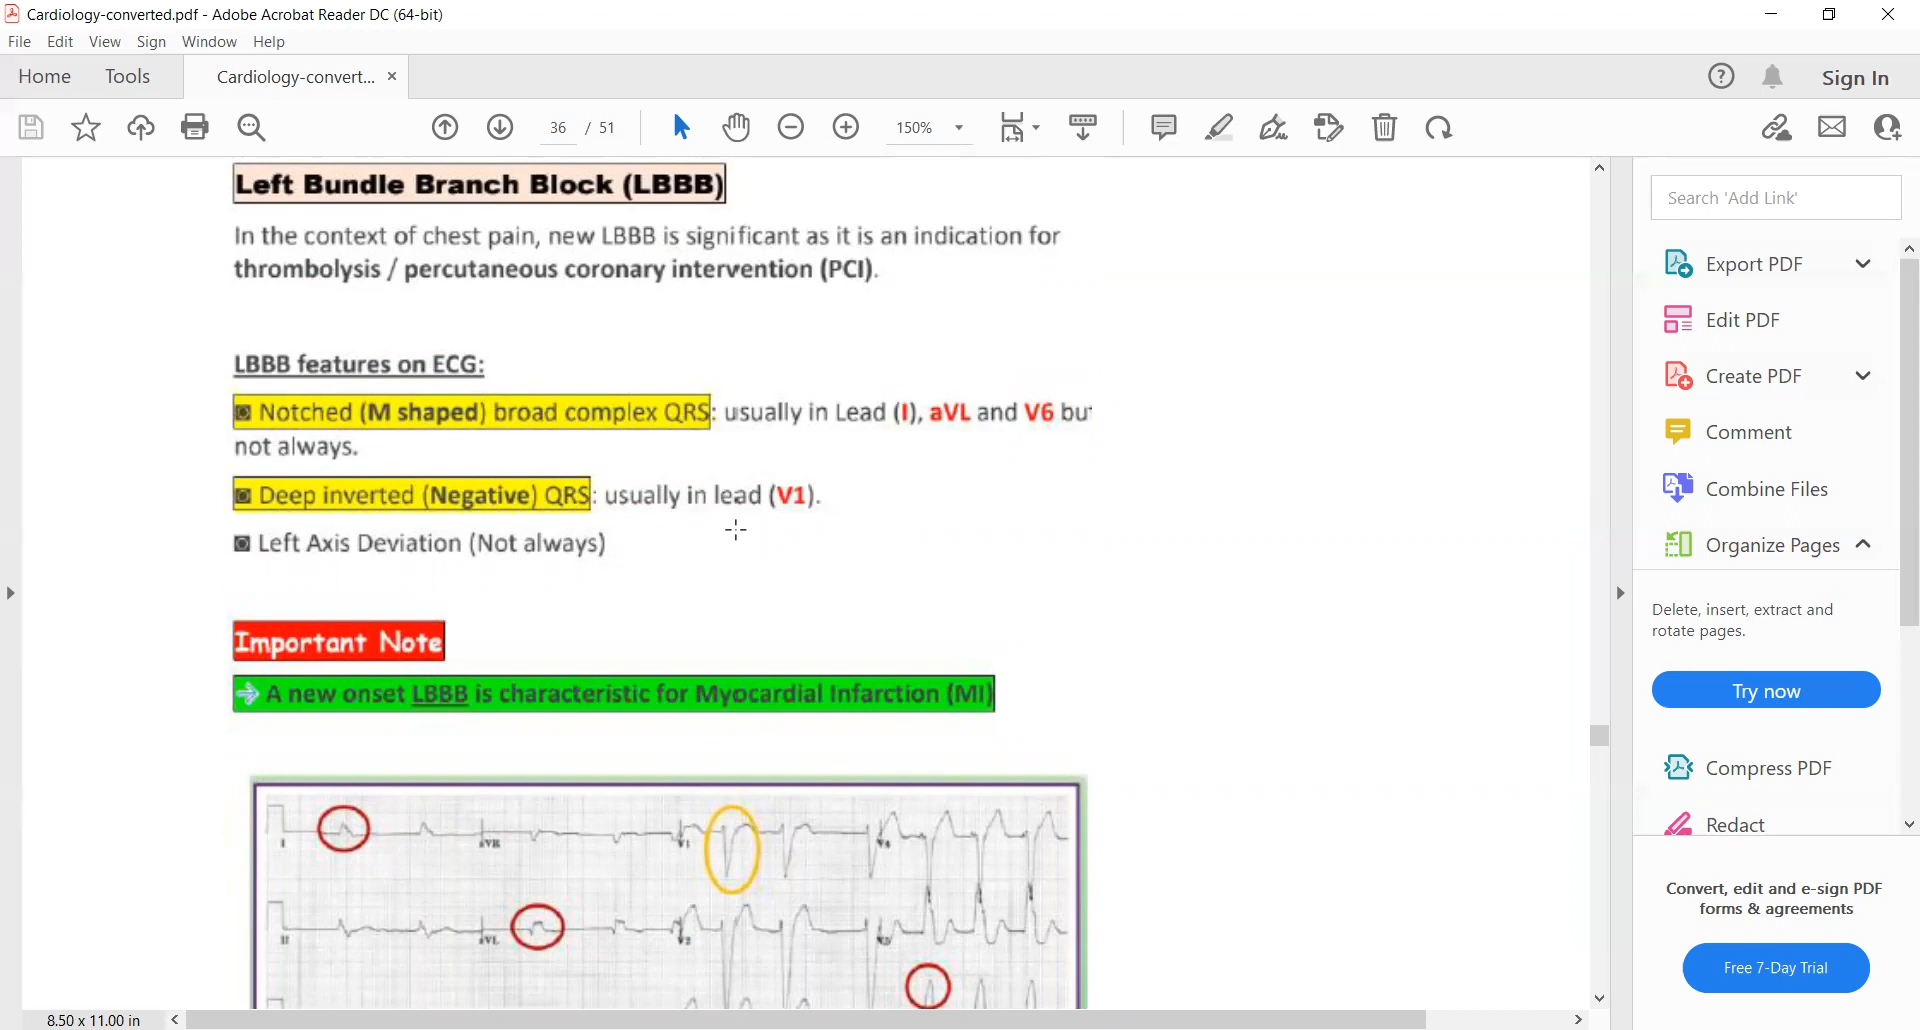 Cardiology-converted.pdf - Adobe Acrobat Reader DC (64-bit)
File Edit View Sign Window Help
Home Tools Cardiology-convert... × Sign In
36 / 51 150%
Left Bundle Branch Block (LBBB)
In the context of chest pain, new LBBB is significant as it is an indication for
thrombolysis / percutaneous coronary intervention (PCI).
LBBB features on ECG:
◙ Notched (M shaped) broad complex QRS: usually in Lead (I), aVL and V6 but
not always.
◙ Deep inverted (Negative) QRS: usually in lead (V1).
◙ Left Axis Deviation (Not always)
Important Note
➔ A new onset LBBB is characteristic for Myocardial Infarction (MI)
I aVR V1 V4
II aVL V2
8.50 x 11.00 in
Search 'Add Link'
Export PDF
Edit PDF
Create PDF
Comment
Combine Files
Organize Pages
Delete, insert, extract and
rotate pages.
Try now
Compress PDF
Redact
Convert, edit and e-sign PDF
forms & agreements
Free 7-Day Trial